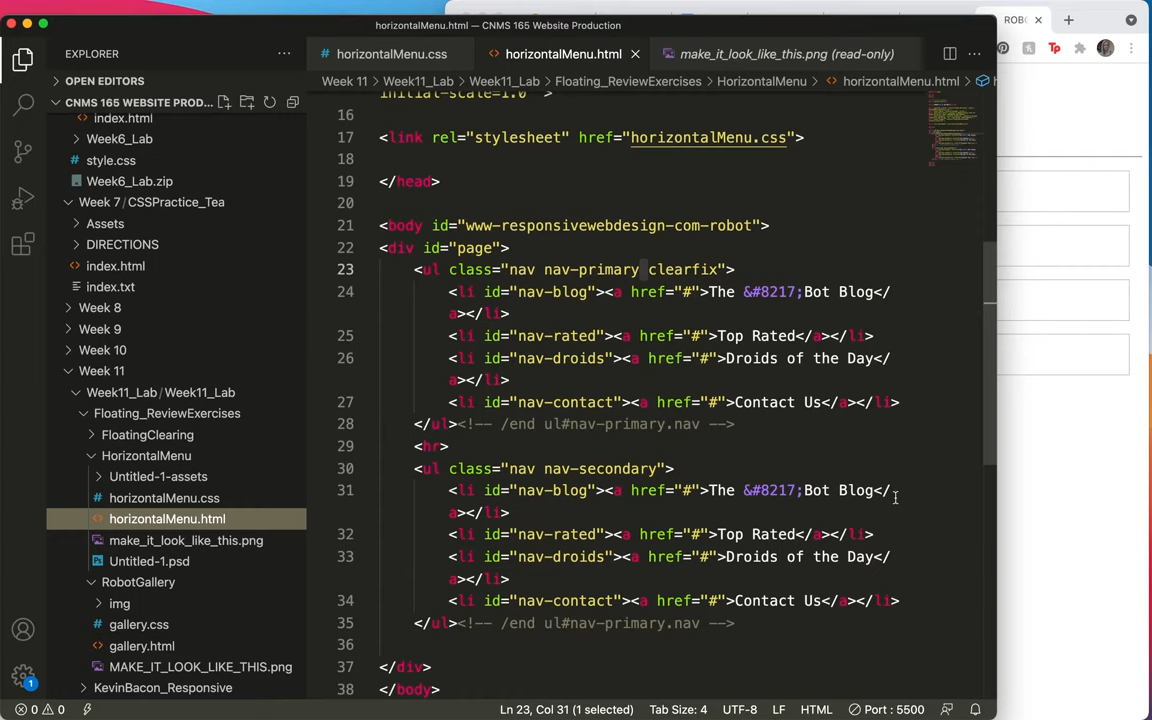 ROB
horizontalMenu.html — CNMS 165 Website Production
EXPLORER
horizontalMenu.css
horizontalMenu.html
make_it_look_like_this.png (read-only)
OPEN EDITORS
Week 11 > Week11_Lab > Week11_Lab > Floating_ReviewExercises > HorizontalMenu > horizontalMenu.html >
CNMS 165 WEBSITE PROD...
index.html
Week6_Lab
style.css
Week6_Lab.zip
Week 7 / CSSPractice_Tea
Assets
DIRECTIONS
index.html
index.txt
Week 8
Week 9
Week 10
Week 11
Week11_Lab / Week11_Lab
Floating_ReviewExercises
FloatingClearing
HorizontalMenu
Untitled-1-assets
horizontalMenu.css
horizontalMenu.html
make_it_look_like_this.png
Untitled-1.psd
RobotGallery
img
gallery.css
gallery.html
MAKE_IT_LOOK_LIKE_THIS.png
KevinBacon_Responsive
initial-scale=1.0">
16
17 <link rel="stylesheet" href="horizontalMenu.css">
18
19 </head>
20
21 <body id="www-responsivewebdesign-com-robot">
22 <div id="page">
23 <ul class="nav nav-primary clearfix">
24 <li id="nav-blog"><a href="#">The &#8217;Bot Blog</
a></li>
25 <li id="nav-rated"><a href="#">Top Rated</a></li>
26 <li id="nav-droids"><a href="#">Droids of the Day</
a></li>
27 <li id="nav-contact"><a href="#">Contact Us</a></li>
28 </ul><!-- /end ul#nav-primary.nav -->
29 <hr>
30 <ul class="nav nav-secondary">
31 <li id="nav-blog"><a href="#">The &#8217;Bot Blog</
a></li>
32 <li id="nav-rated"><a href="#">Top Rated</a></li>
33 <li id="nav-droids"><a href="#">Droids of the Day</
a></li>
34 <li id="nav-contact"><a href="#">Contact Us</a></li>
35 </ul><!-- /end ul#nav-primary.nav -->
36
37 </div>
38 </body>
1
0 0
Ln 23, Col 31 (1 selected)
Tab Size: 4
UTF-8
LF
HTML
Port : 5500